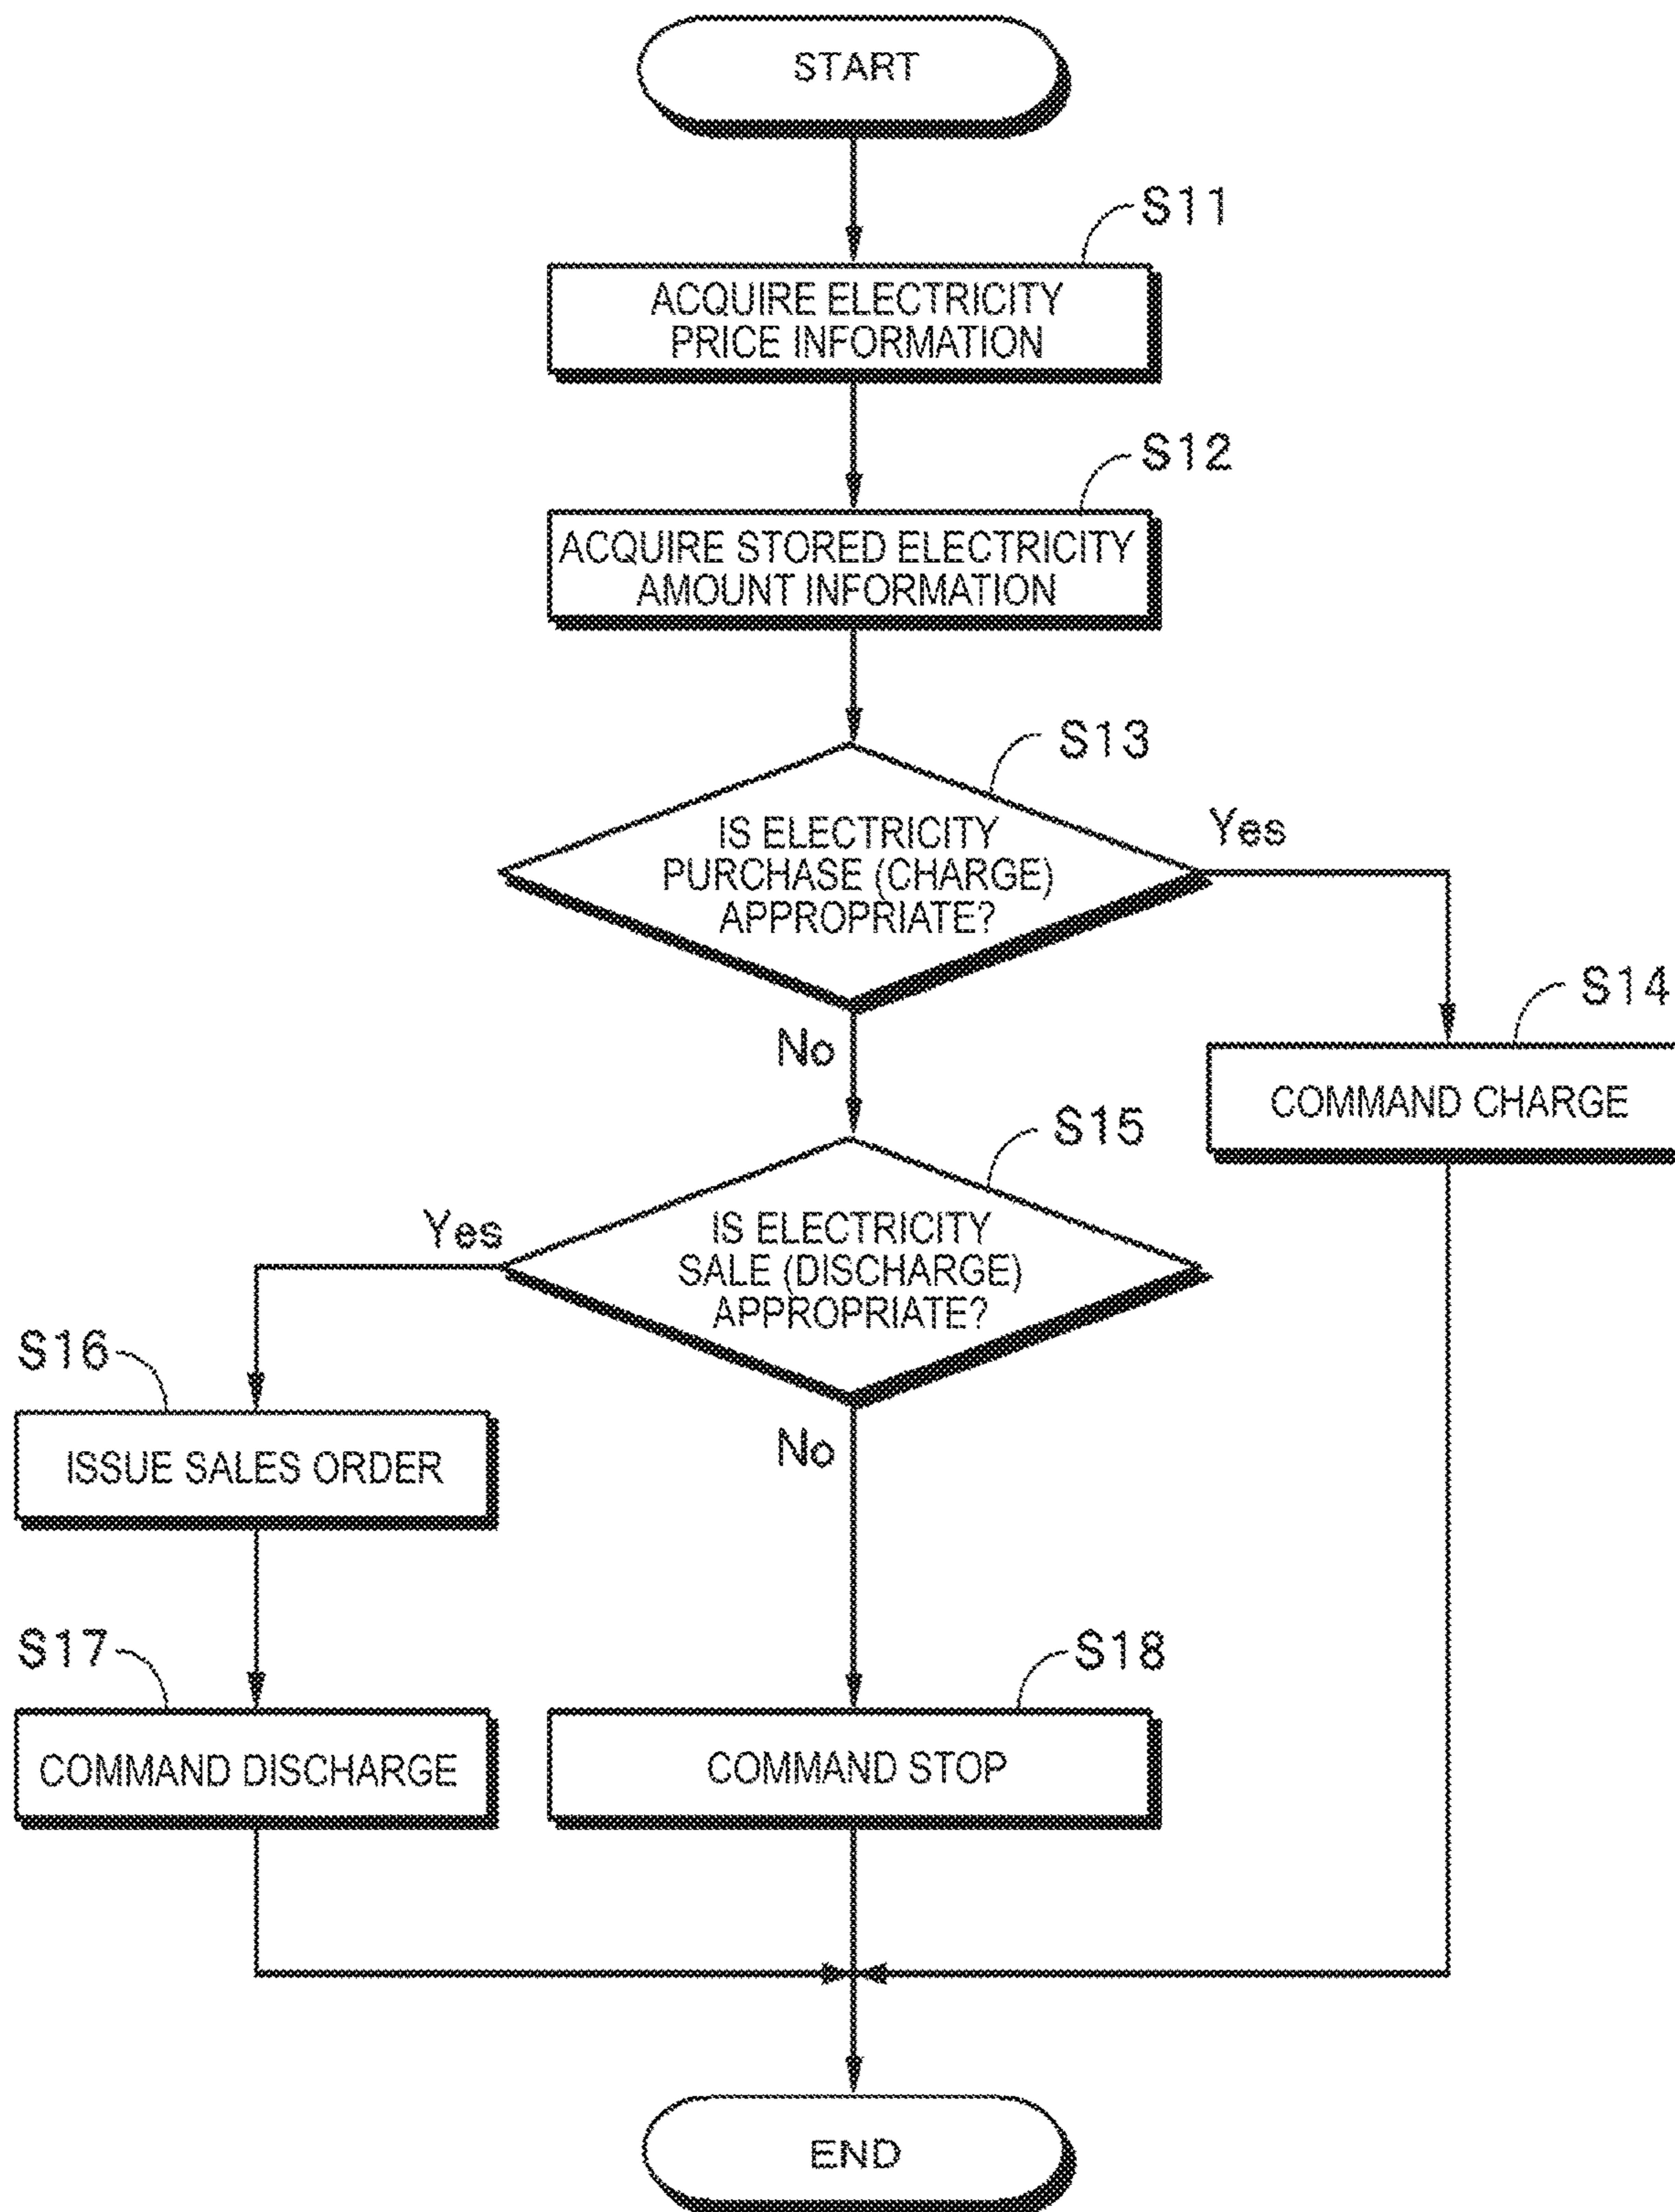 START
S11
ACQUIRE ELECTRICITY
PRICE INFORMATION
S12
ACQUIRE STORED ELECTRICITY
AMOUNT INFORMATION
S13
IS ELECTRICITY
PURCHASE (CHARGE)
APPROPRIATE?
Yes
No
S14
COMMAND CHARGE
S15
IS ELECTRICITY
SALE (DISCHARGE)
APPROPRIATE?
Yes
No
S16
ISSUE SALES ORDER
S17
COMMAND DISCHARGE
S18
COMMAND STOP
END